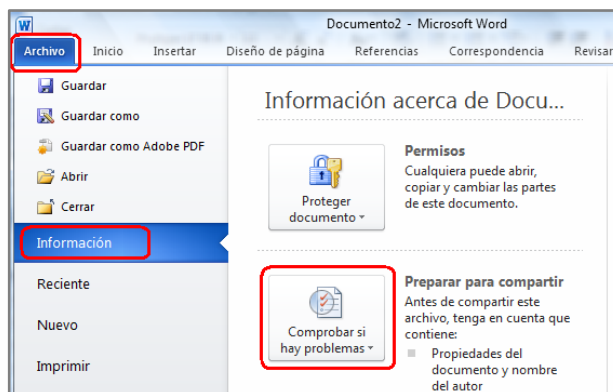 Documento2 - Microsoft Word
Archivo Inicio Insertar Diseño de página Referencias Correspondencia Revisar
Guardar
Guardar como
Guardar como Adobe PDF
Abrir
Cerrar
Información
Reciente
Nuevo
Imprimir
Información acerca de Docu...
Proteger
documento
Permisos
Cualquiera puede abrir,
copiar y cambiar las partes
de este documento.
Comprobar si
hay problemas
Preparar para compartir
Antes de compartir este
archivo, tenga en cuenta que
contiene:
Propiedades del
documento y nombre
del autor